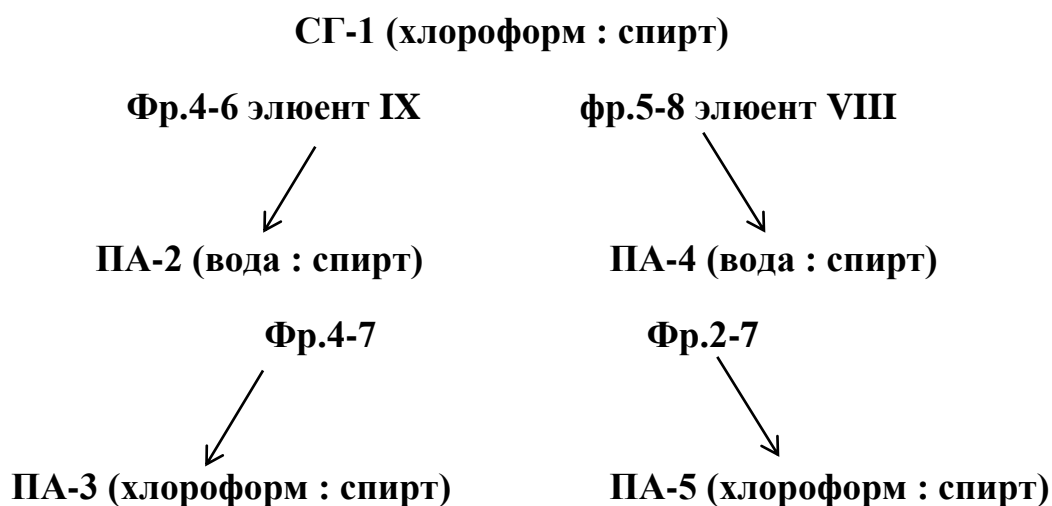 СГ-1 (хлороформ : спирт)
Фр.4-6 элюент IX фр.5-8 элюент VIII
ПА-2 (вода : спирт) ПА-4 (вода : спирт)
Фр.4-7 Фр.2-7
ПА-3 (хлороформ : спирт) ПА-5 (хлороформ : спирт)